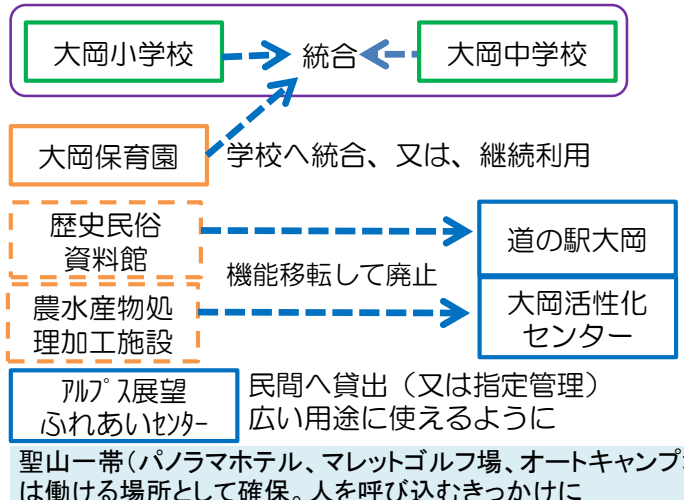 大岡小学校 統合 大岡中学校
大岡保育園 学校へ統合、又は、継続利用
歴史民俗
資料館
道の駅大岡
機能移転して廃止
農水産物処
理加工施設
大岡活性化
センター
ｱﾙﾌﾟｽ展望
ふれあいｾﾝﾀｰ
民間へ貸出（又は指定管理）
広い用途に使えるように
聖山一帯（パノラマホテル、マレットゴルフ場、オートキャンプ
は働ける場所として確保。人を呼び込むきっかけに